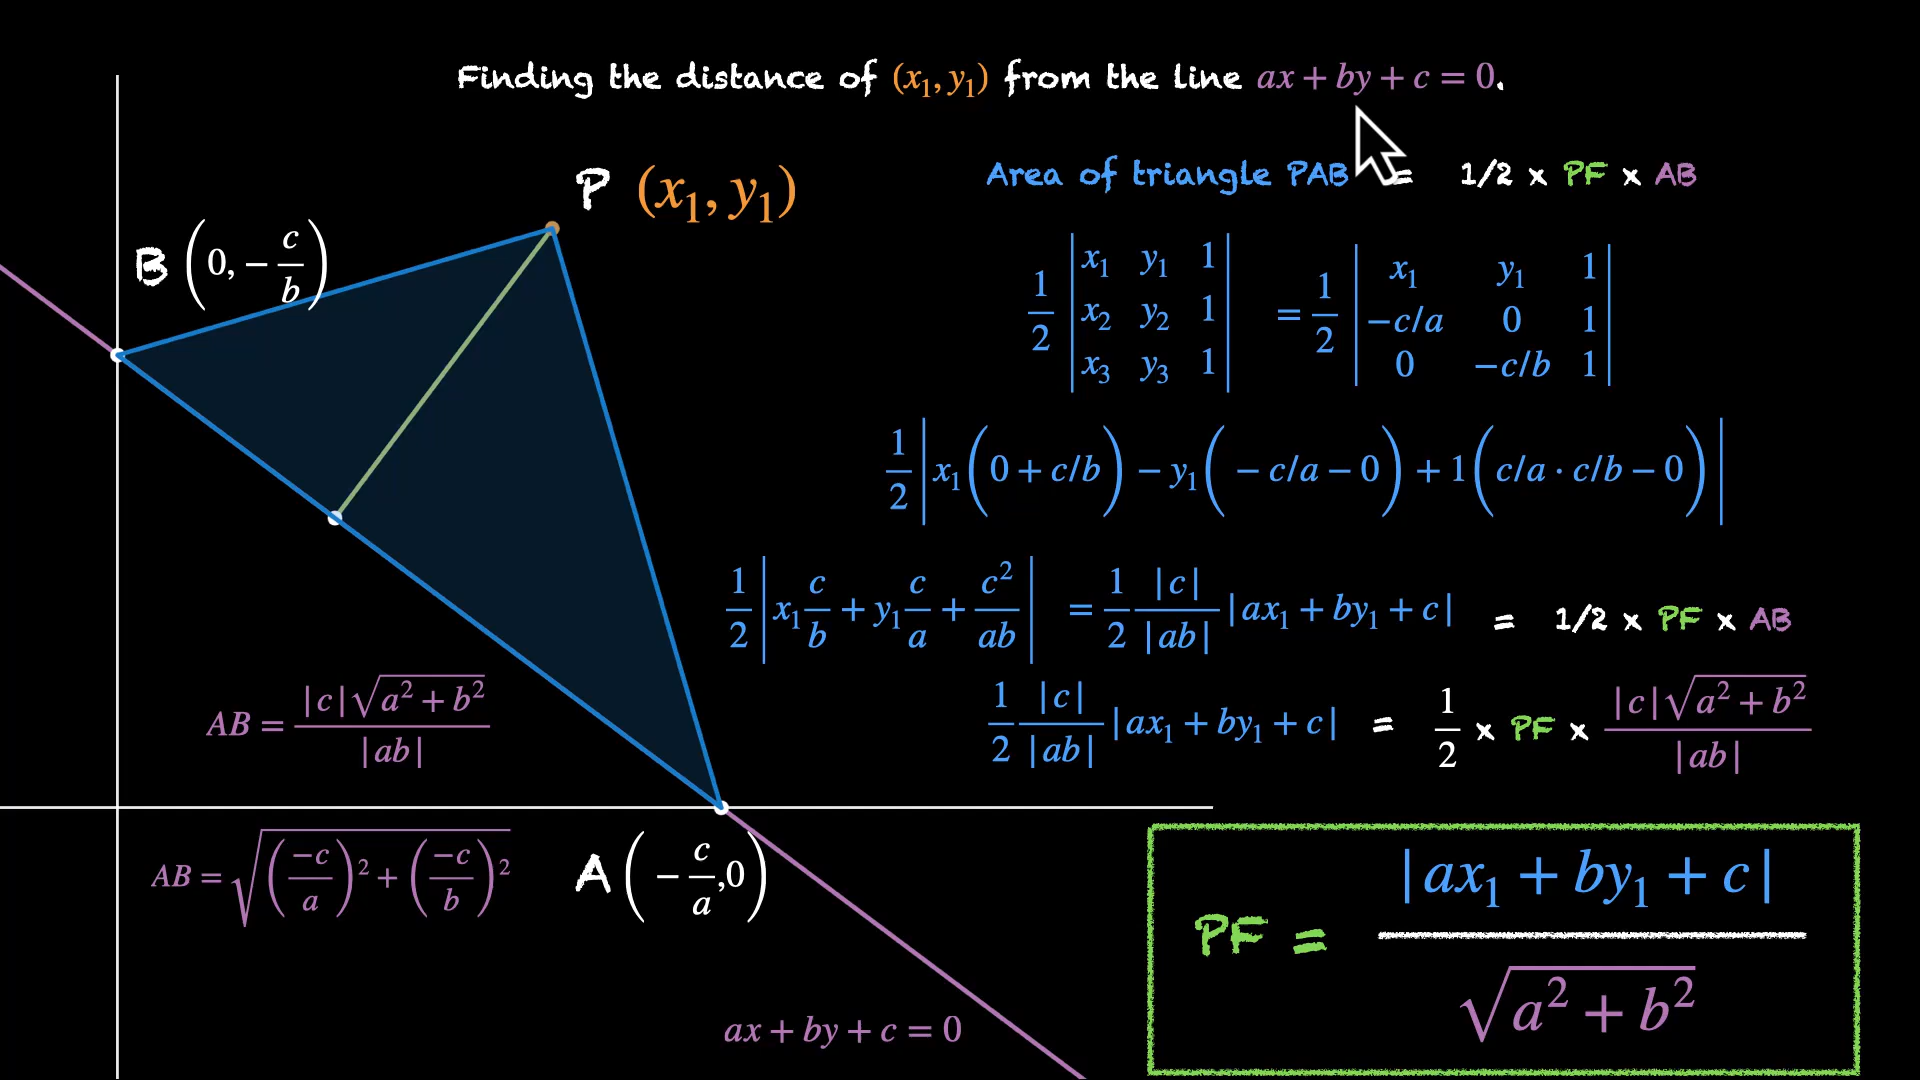 Finding the distance of (x₁, y₁) from the line ax + by + c = 0.
P (x₁, y₁)
B (0, −c/b)
Area of triangle PAB = 1/2 x PF x AB
1/2 |x₁ y₁ 1| = 1/2 |x₁ y₁ 1|
|x₂ y₂ 1| |−c/a 0 1|
|x₃ y₃ 1| |0 −c/b 1|
1/2 |x₁(0 + c/b) − y₁(− c/a − 0) + 1(c/a · c/b − 0)|
1/2 |x₁ c/b + y₁ c/a + c²/ab| = 1/2 |c|/|ab| |ax₁ + by₁ + c| = 1/2 x PF x AB
AB = |c|√(a² + b²)/|ab|
1/2 |c|/|ab| |ax₁ + by₁ + c| = 1/2 x PF x |c|√(a² + b²)/|ab|
AB = √((−c/a)² + (−c/b)²)
A (−c/a,0)
PF = |ax₁ + by₁ + c|/√(a² + b²)
ax + by + c = 0